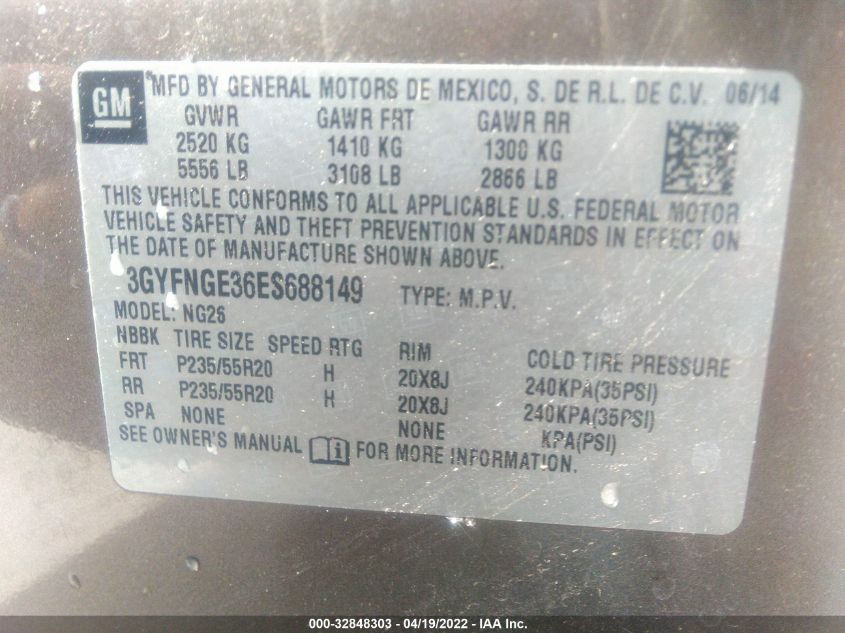 GM
*MFD BY GENERAL MOTORS DE MEXICO, S. DE R.L. DE C.V. 06/14
GVWR GAWR FRT GAWR RR
2520 KG 1410 KG 1300 KG
5556 LB 3108 LB 2866 LB
THIS VEHICLE CONFORMS TO ALL APPLICABLE U.S. FEDERAL MOTOR
VEHICLE SAFETY AND THEFT PREVENTION STANDARDS IN EFFECT ON
THE DATE OF MANUFACTURE SHOWN ABOVE.
3GYFNGE36ES688149 TYPE: M.P.V.
MODEL: NG26
NBBK TIRE SIZE SPEED RTG RIM COLD TIRE PRESSURE
FRT P235/55R20 H 20X8J 240KPA(35PSI)
RR P235/55R20 H 20X8J 240KPA(35PSI)
SPA NONE NONE KPA(PSI)
SEE OWNER'S MANUAL FOR MORE INFORMATION.
000-32848303 - 04/19/2022 - IAA Inc.